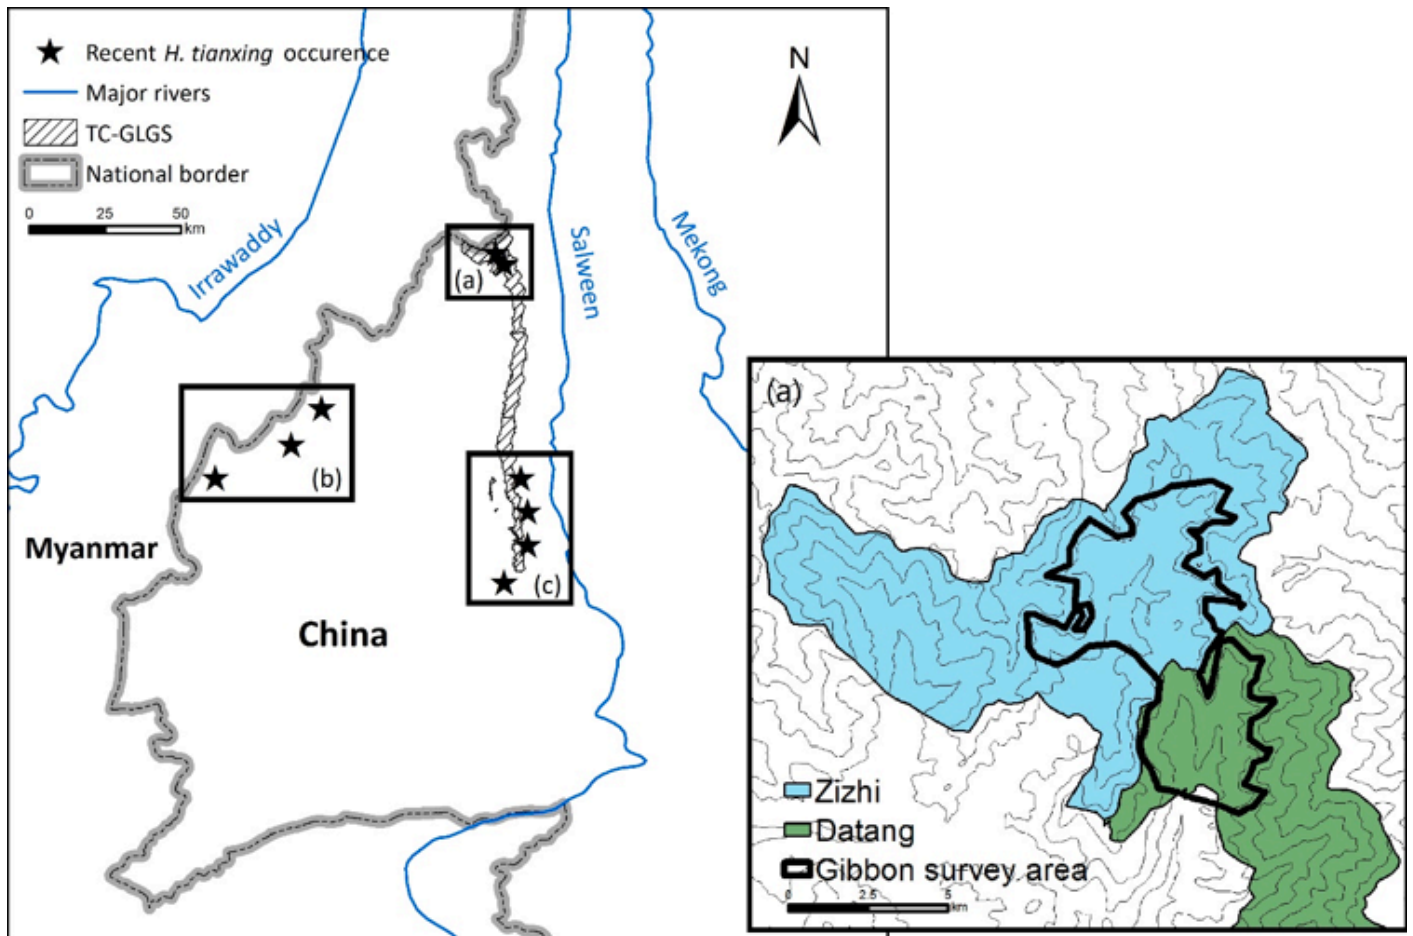 N
Recent H. tianxing occurence
Major rivers
TC-GLGS
National border
0 25 50
km
Irrawaddy
Salween
Mekong
(a)
(b)
(c)
Myanmar
China
(a)
Zizhi
Datang
Gibbon survey area
0 2.5 5
km